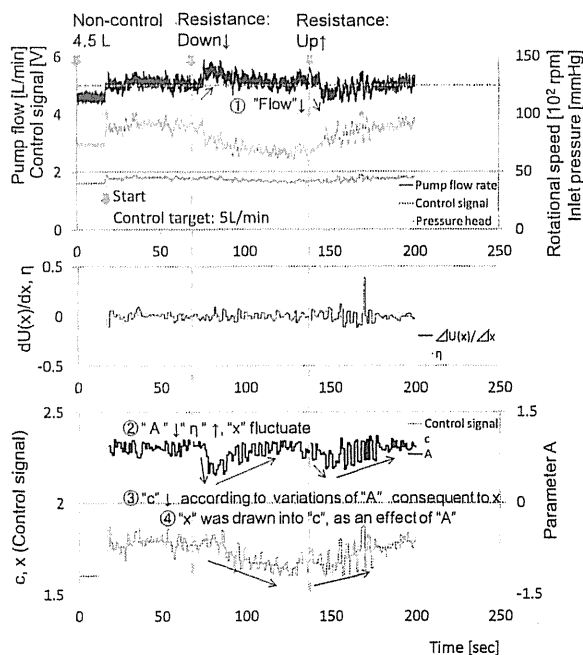 Non-control
4.5 L
Resistance:
Down↓
Resistance:
Up↑
Pump flow [L/min]
Control signal [V]
6
4
2
0
150
100
50
0
Rotational speed [10² rpm]
Inlet pressure [mmHg]
① "Flow"↓
Start
Control target: 5L/min
Pump flow rate
Control signal
Pressure head
0 50 100 150 200 250
dU(x)/dx, η
0.5
0
-0.5
⊿U(x)/⊿x
η
0 50 100 150 200 250
c, x (Control signal)
2.5
2
1.5
1.5
0
-1.5
Parameter A
② "A"↓"η"↑, "x" fluctuate
Control signal
c
A
③ "c"↓ according to variations of "A" consequent to x
④ "x" was drawn into "c", as an effect of "A"
0 50 100 150 200 250
Time [sec]